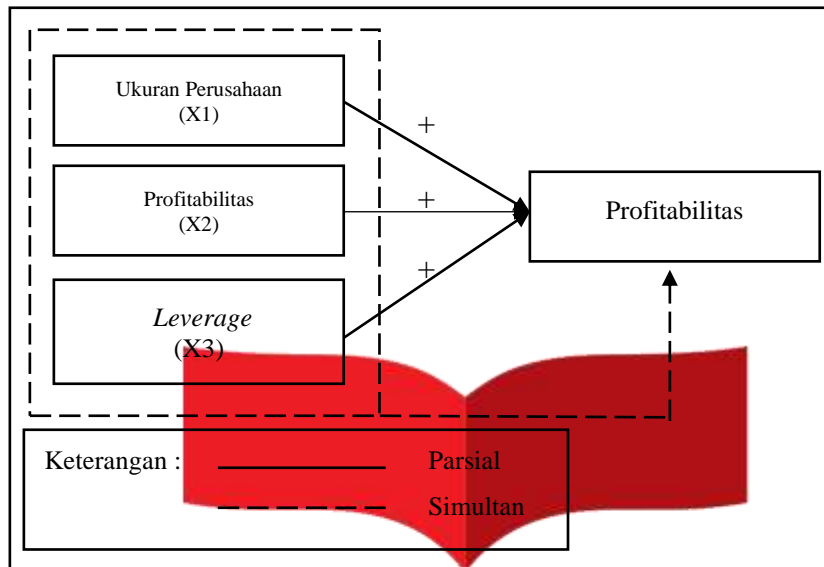 Ukuran Perusahaan
(X1)
+
Profitabilitas
(X2)
+
Profitabilitas
+
Leverage
(X3)
Keterangan :
Parsial
Simultan